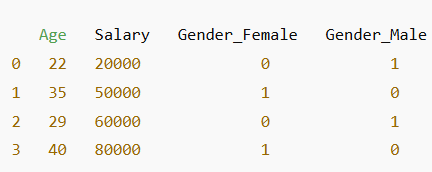 Age Salary Gender_Female Gender_Male
0 22 20000 0 1
1 35 50000 1 0
2 29 60000 0 1
3 40 80000 1 0